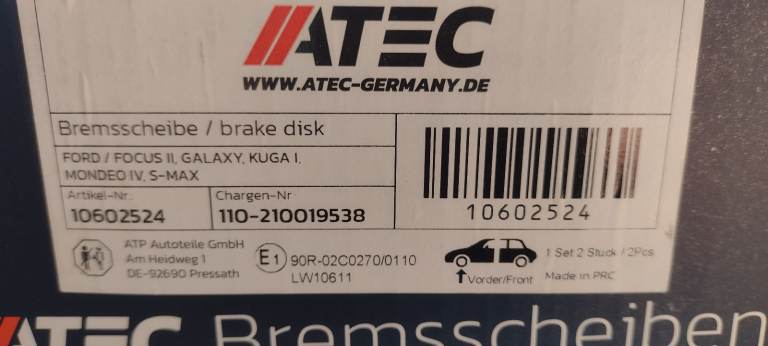 ATEC
WWW.ATEC-GERMANY.DE
Bremsscheibe / brake disk
FORD / FOCUS II, GALAXY, KUGA I,
MONDEO IV, S-MAX
Artikel-Nr.
10602524
Chargen-Nr
110-210019538
10602524
ATP Autoteile GmbH
Am Heidweg 1
DE-92690 Pressath
E1
90R-02C0270/0110
LW10611
Vorder/Front
1 Set 2 Stück / 2Pcs
Made in PRC
ATEC Bremsscheiben